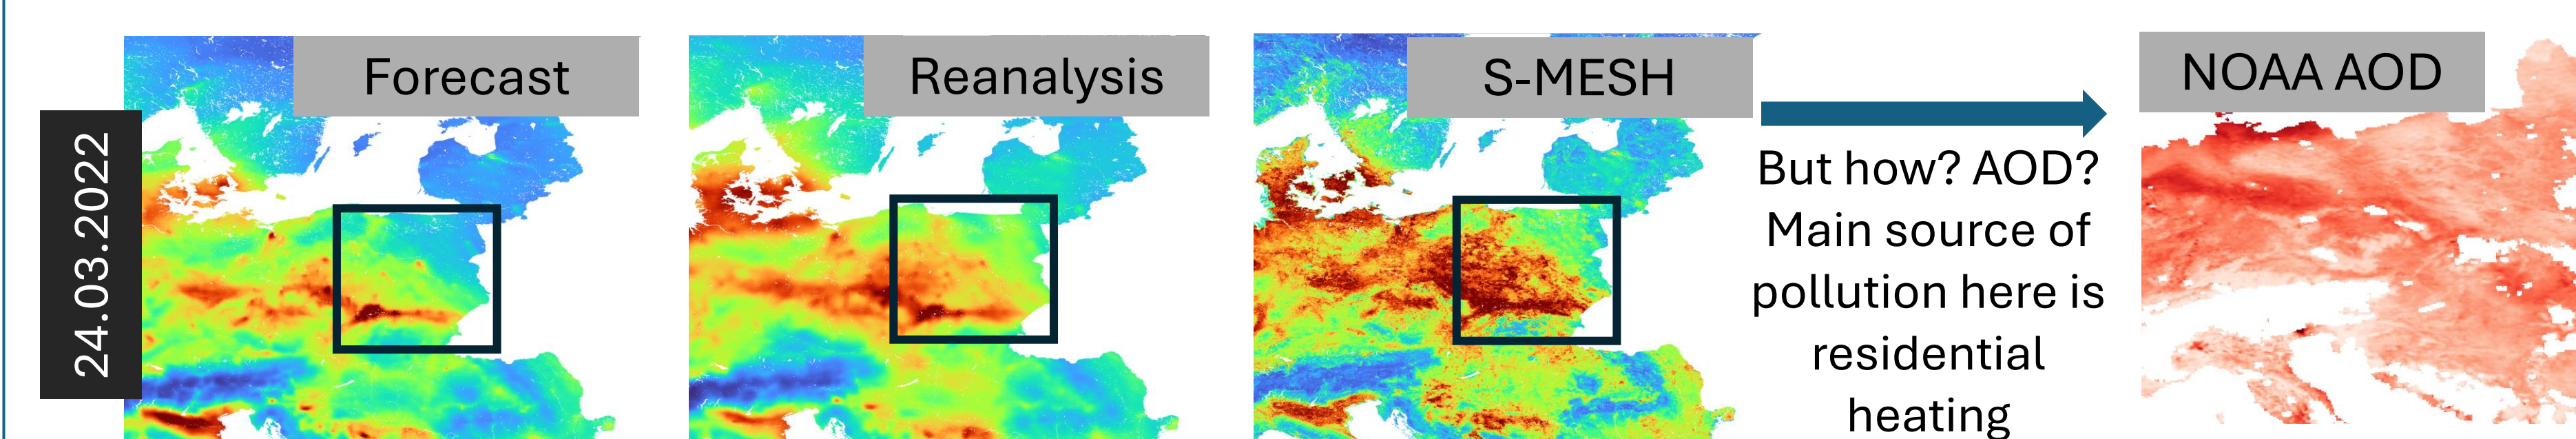 24.03.2022
Forecast
Reanalysis
S-MESH
But how? AOD?
Main source of
pollution here is
residential
heating
NOAA AOD